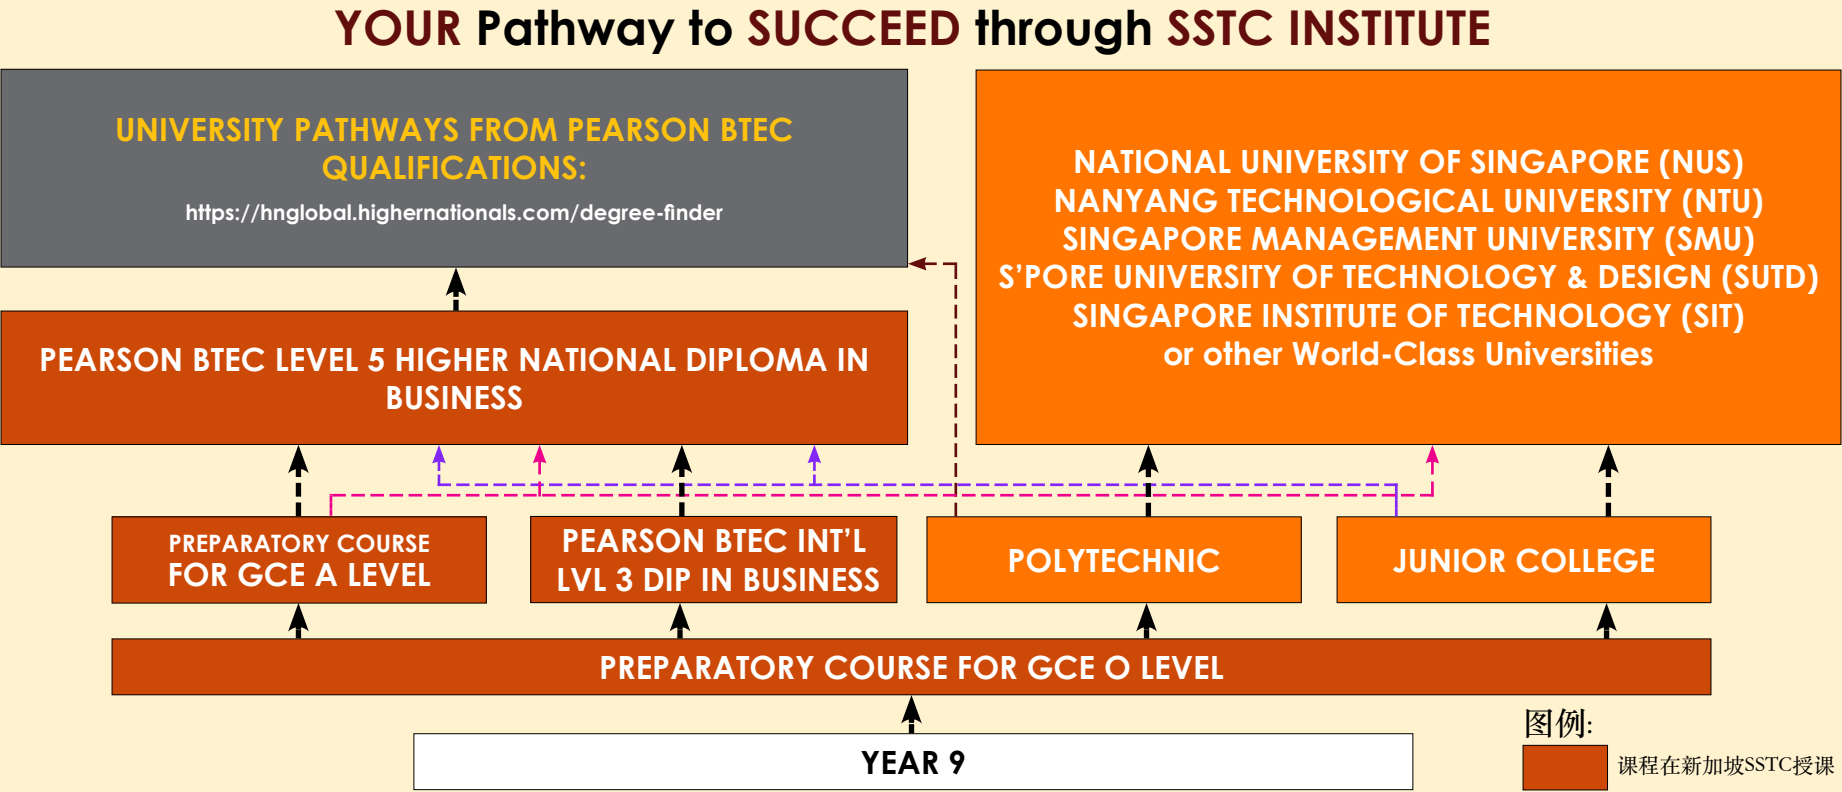 YOUR Pathway to SUCCEED through SSTC INSTITUTE
UNIVERSITY PATHWAYS FROM PEARSON BTEC
QUALIFICATIONS:
https://hnglobal.highernationals.com/degree-finder
NATIONAL UNIVERSITY OF SINGAPORE (NUS)
NANYANG TECHNOLOGICAL UNIVERSITY (NTU)
SINGAPORE MANAGEMENT UNIVERSITY (SMU)
S'PORE UNIVERSITY OF TECHNOLOGY & DESIGN (SUTD)
SINGAPORE INSTITUTE OF TECHNOLOGY (SIT)
or other World-Class Universities
PEARSON BTEC LEVEL 5 HIGHER NATIONAL DIPLOMA IN
BUSINESS
PREPARATORY COURSE
FOR GCE A LEVEL
PEARSON BTEC INT'L
LVL 3 DIP IN BUSINESS
POLYTECHNIC
JUNIOR COLLEGE
PREPARATORY COURSE FOR GCE O LEVEL
YEAR 9
图例:
课程在新加坡SSTC授课